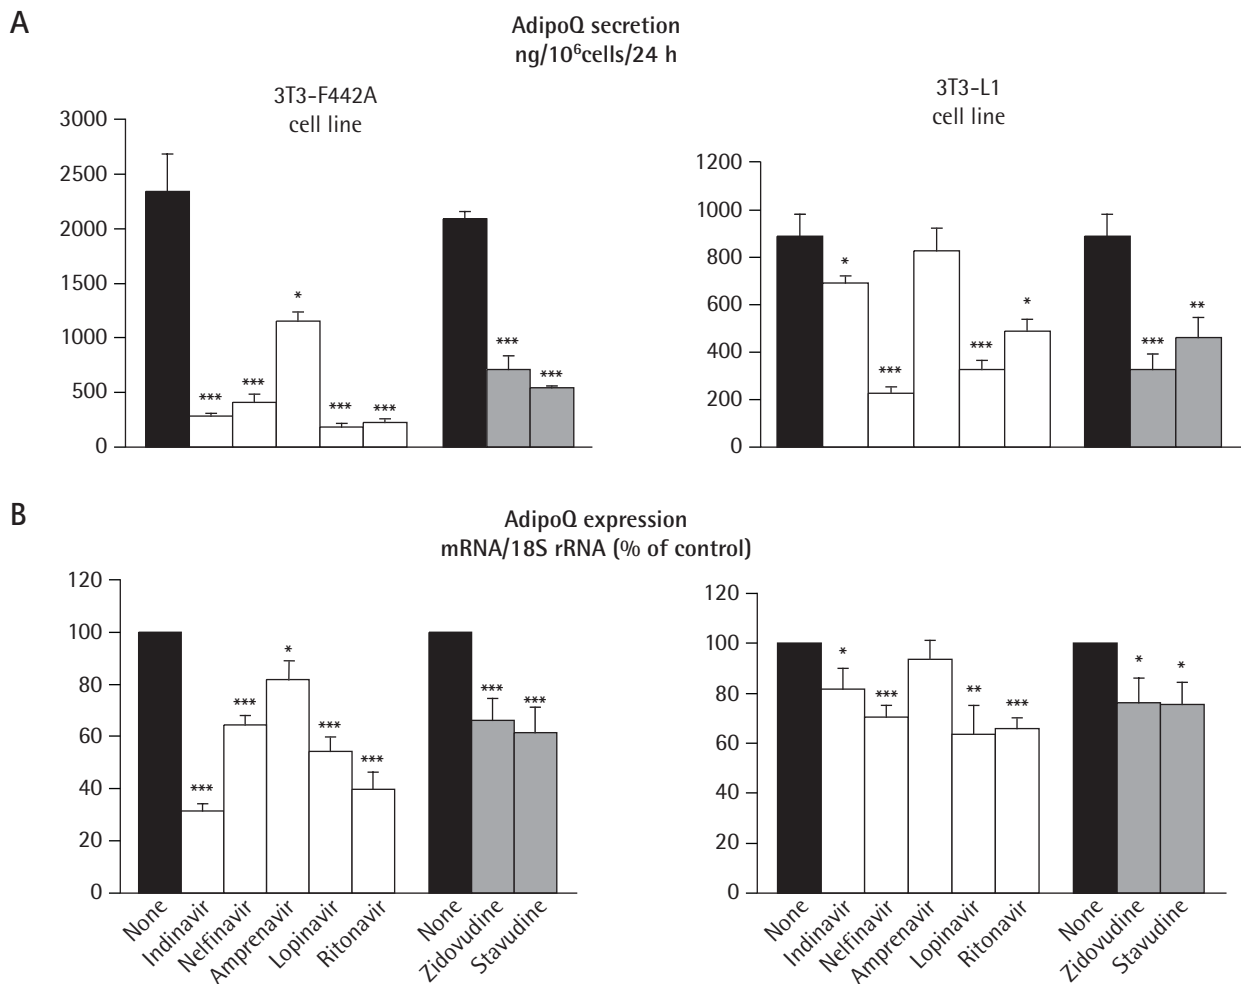 A
AdipoQ secretion
ng/10⁶cells/24 h
3T3-F442A
cell line
3000
2500
2000
1500
1000
500
0
***
***
*
***
***
***
***
3T3-L1
cell line
1200
1000
800
600
400
200
0
*
***
***
*
***
**
B
AdipoQ expression
mRNA/18S rRNA (% of control)
120
100
80
60
40
20
0
***
***
*
***
***
***
***
None
Indinavir
Nelfinavir
Amprenavir
Lopinavir
Ritonavir
None
Zidovudine
Stavudine
120
100
80
60
40
20
0
*
***
**
***
*
*
None
Indinavir
Nelfinavir
Amprenavir
Lopinavir
Ritonavir
None
Zidovudine
Stavudine